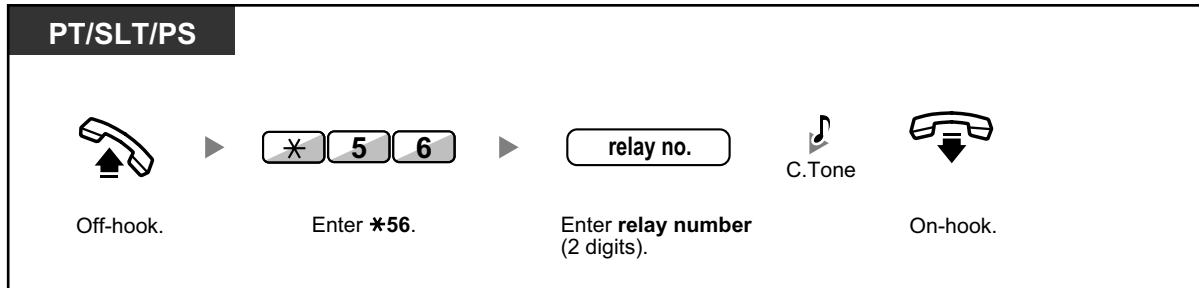 PT/SLT/PS
✳ 5 6
relay no.
C.Tone
Off-hook.
Enter ✳56.
Enter relay number
(2 digits).
On-hook.